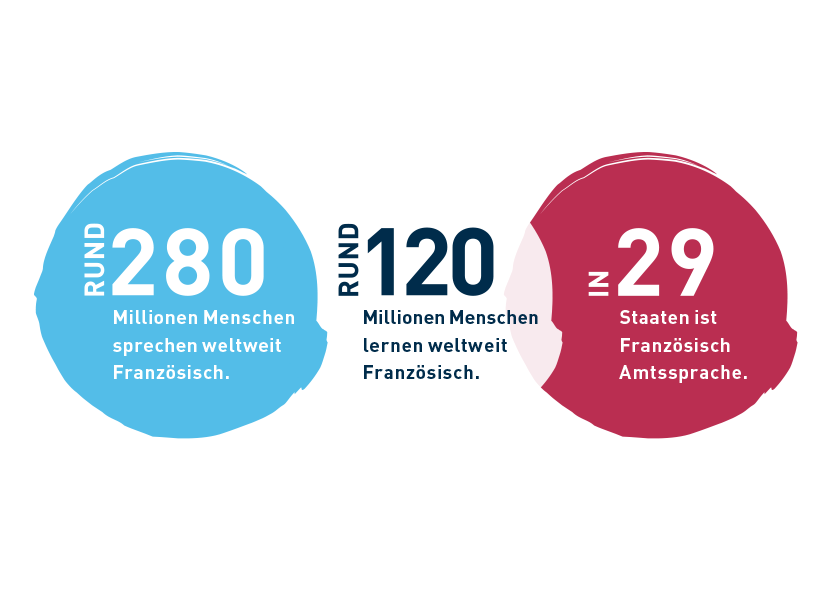 RUND 280
Millionen Menschen
sprechen weltweit
Französisch.
RUND 120
Millionen Menschen
lernen weltweit
Französisch.
IN 29
Staaten ist
Französisch
Amtssprache.